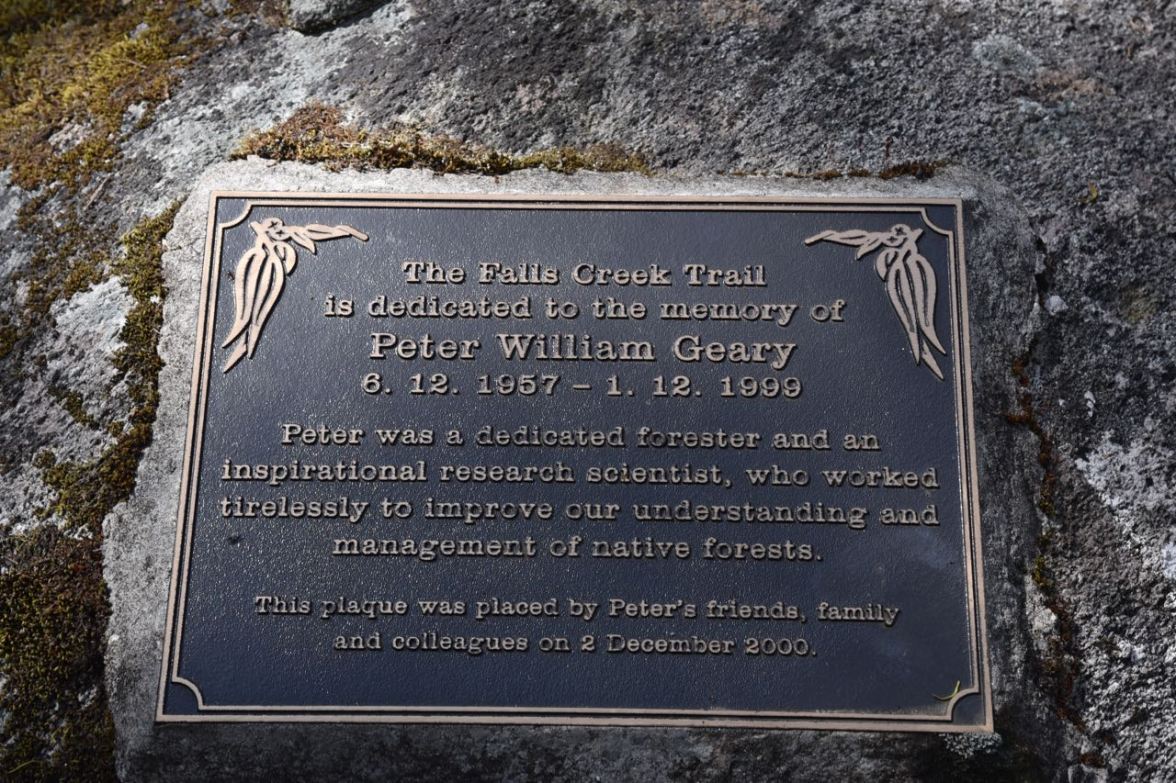 The Falls Creek Trail
is dedicated to the memory of
Peter William Geary
6. 12. 1957 – 1. 12. 1999
Peter was a dedicated forester and an
inspirational research scientist, who worked
tirelessly to improve our understanding and
management of native forests.
This plaque was placed by Peter's friends, family
and colleagues on 2 December 2000.